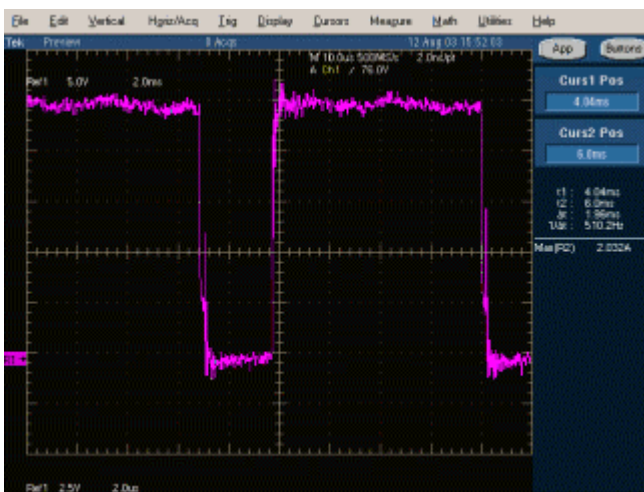 File Edit Vertical Horiz/Acq Trig Display Cursors Measure Math Utilities Help
Tek Preview 0 Acqs 12 Aug 03 15:52:03
App Buttons
M 10.0us 500MS/s 2.0ns/pt
A Ch1 / 76.0V
Ref1 5.0V 2.0ms
Curs1 Pos
4.04ms
Curs2 Pos
6.0ms
t1: 4.04ms
t2: 6.0ms
Δt: 1.96ms
1/Δt: 510.2Hz
Max(R2) 2.032A
Ref1 2.5V 2.0us